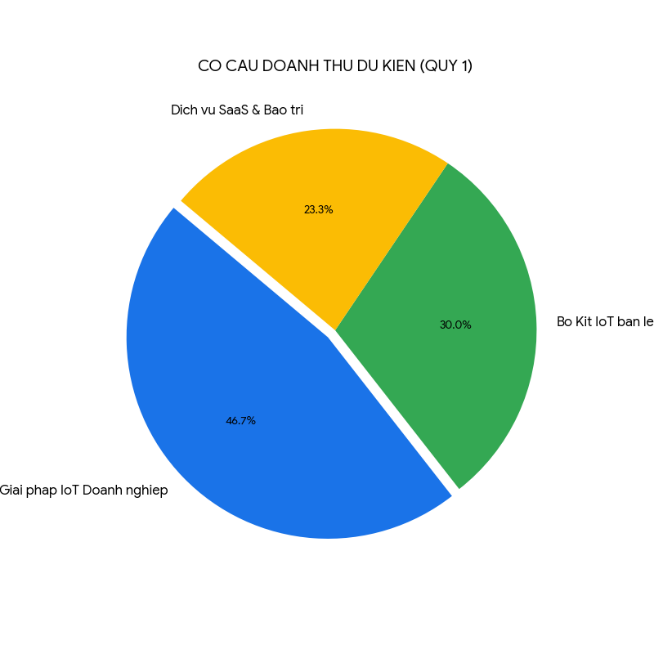 CO CAU DOANH THU DU KIEN (QUY 1)
Dich vu SaaS & Bao tri
23.3%
30.0%
Bo Kit IoT ban le
46.7%
Giai phap IoT Doanh nghiep